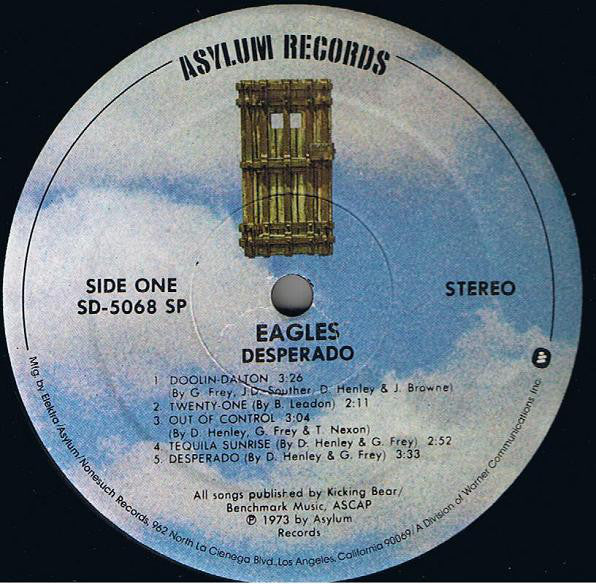 ASYLUM RECORDS
SIDE ONE
SD-5068 SP
STEREO
EAGLES
DESPERADO
1 DOOLIN-DALTON 3:26
(By G. Frey, J.D. Souther, D. Henley & J. Browne)
2. TWENTY-ONE (By B. Leadon) 2:11
3. OUT OF CONTROL 3:04
(By D. Henley, G. Frey & T. Nexon)
4. TEQUILA SUNRISE (By D. Henley & G. Frey) 2:52
5. DESPERADO (By D. Henley & G. Frey) 3:33
All songs published by Kicking Bear/
Benchmark Music, ASCAP
℗ 1973 by Asylum
Records
Mfg. by Elektra/Asylum/Nonesuch Records, 962 North La Cienega Blvd., Los Angeles, California 90069/A Division of Warner Communications Inc.